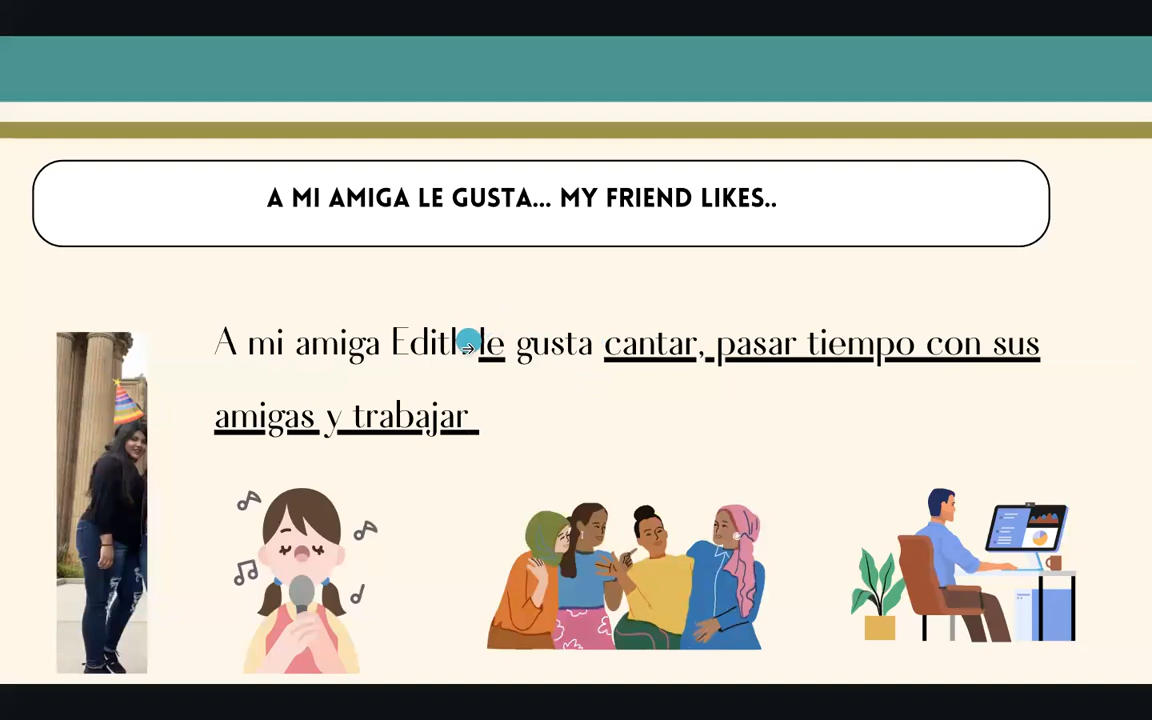 A MI AMIGA LE GUSTA... MY FRIEND LIKES..
A mi amiga Edith le gusta cantar, pasar tiempo con sus
amigas y trabajar